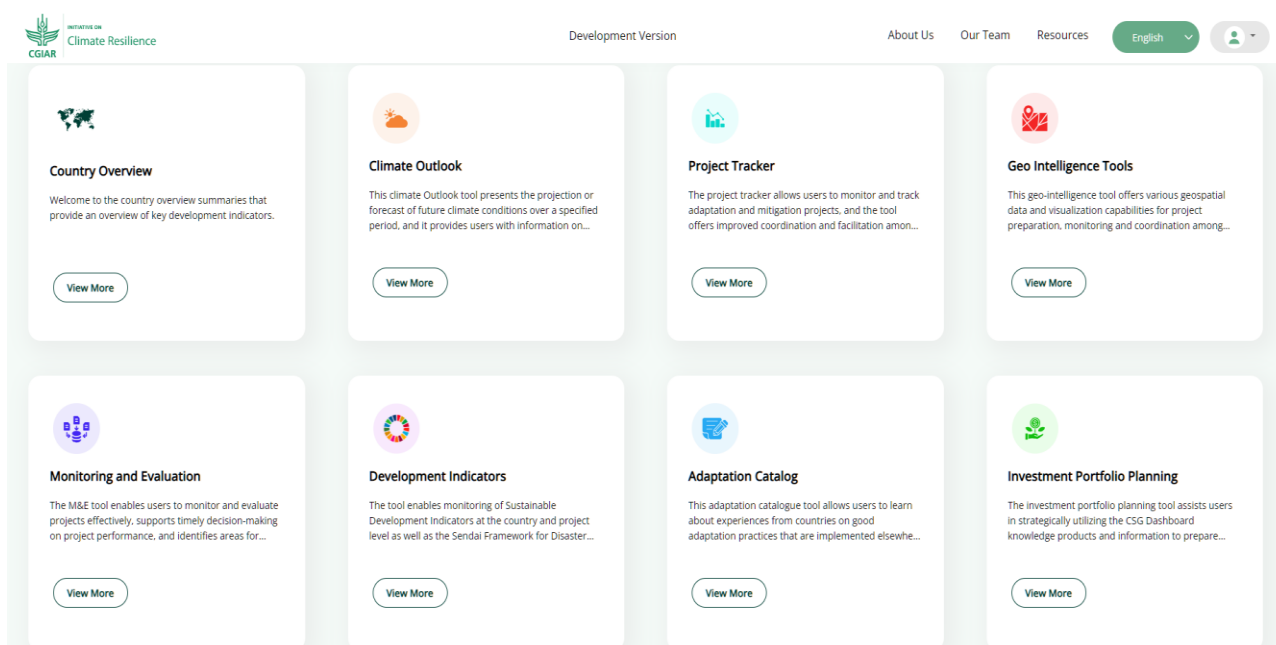 INITIATIVE ON
Climate Resilience
CGIAR
Development Version
About Us
Our Team
Resources
English
Country Overview
Welcome to the country overview summaries that
provide an overview of key development indicators.
View More
Climate Outlook
This climate Outlook tool presents the projection or
forecast of future climate conditions over a specified
period, and it provides users with information on...
View More
Project Tracker
The project tracker allows users to monitor and track
adaptation and mitigation projects, and the tool
offers improved coordination and facilitation amon...
View More
Geo Intelligence Tools
This geo-intelligence tool offers various geospatial
data and visualization capabilities for project
preparation, monitoring and coordination among...
View More
Monitoring and Evaluation
The M&E tool enables users to monitor and evaluate
projects effectively, supports timely decision-making
on project performance, and identifies areas for...
View More
Development Indicators
The tool enables monitoring of Sustainable
Development Indicators at the country and project
level as well as the Sendai Framework for Disaster...
View More
Adaptation Catalog
This adaptation catalogue tool allows users to learn
about experiences from countries on good
adaptation practices that are implemented elsewhe...
View More
Investment Portfolio Planning
The investment portfolio planning tool assists users
in strategically utilizing the CSG Dashboard
knowledge products and information to prepare...
View More